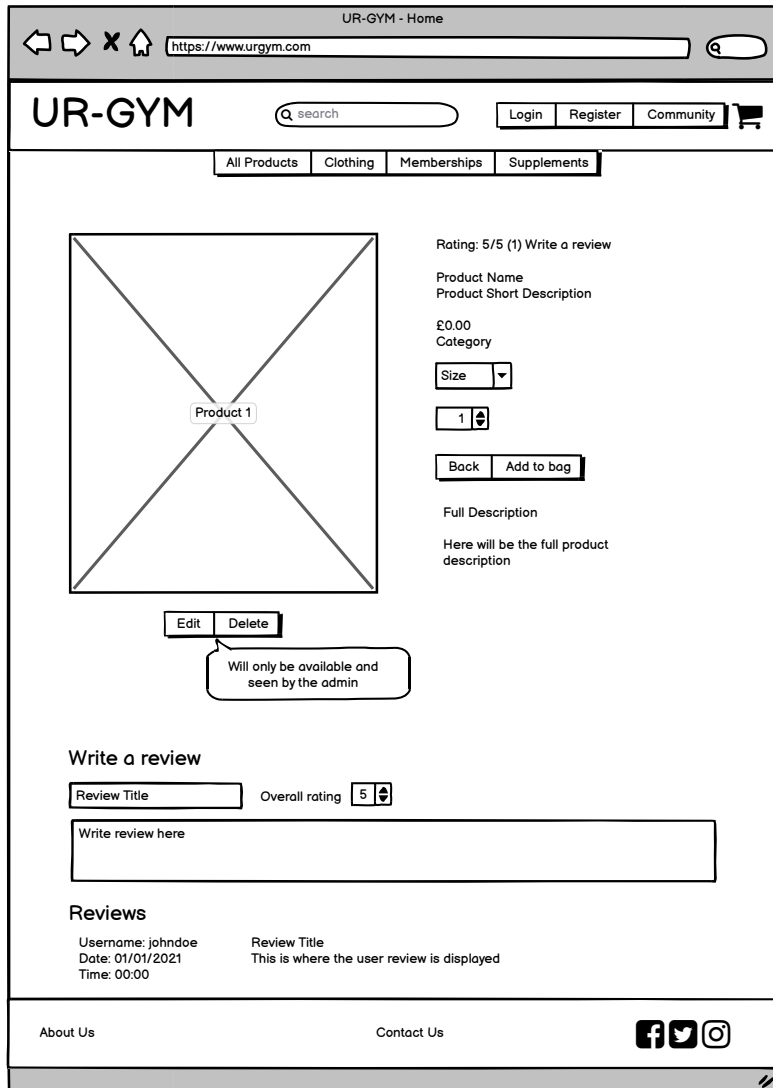 UR-GYM - Home
https://www.urgym.com
UR-GYM
search
Login Register Community
All Products Clothing Memberships Supplements
Rating: 5/5 (1) Write a review
Product Name
Product Short Description
£0.00
Category
Size
1
Product 1
Back Add to bag
Full Description
Here will be the full product
description
Edit Delete
Will only be available and
seen by the admin
Write a review
Review Title Overall rating 5
Write review here
Reviews
Username: johndoe Review Title
Date: 01/01/2021 This is where the user review is displayed
Time: 00:00
About Us Contact Us